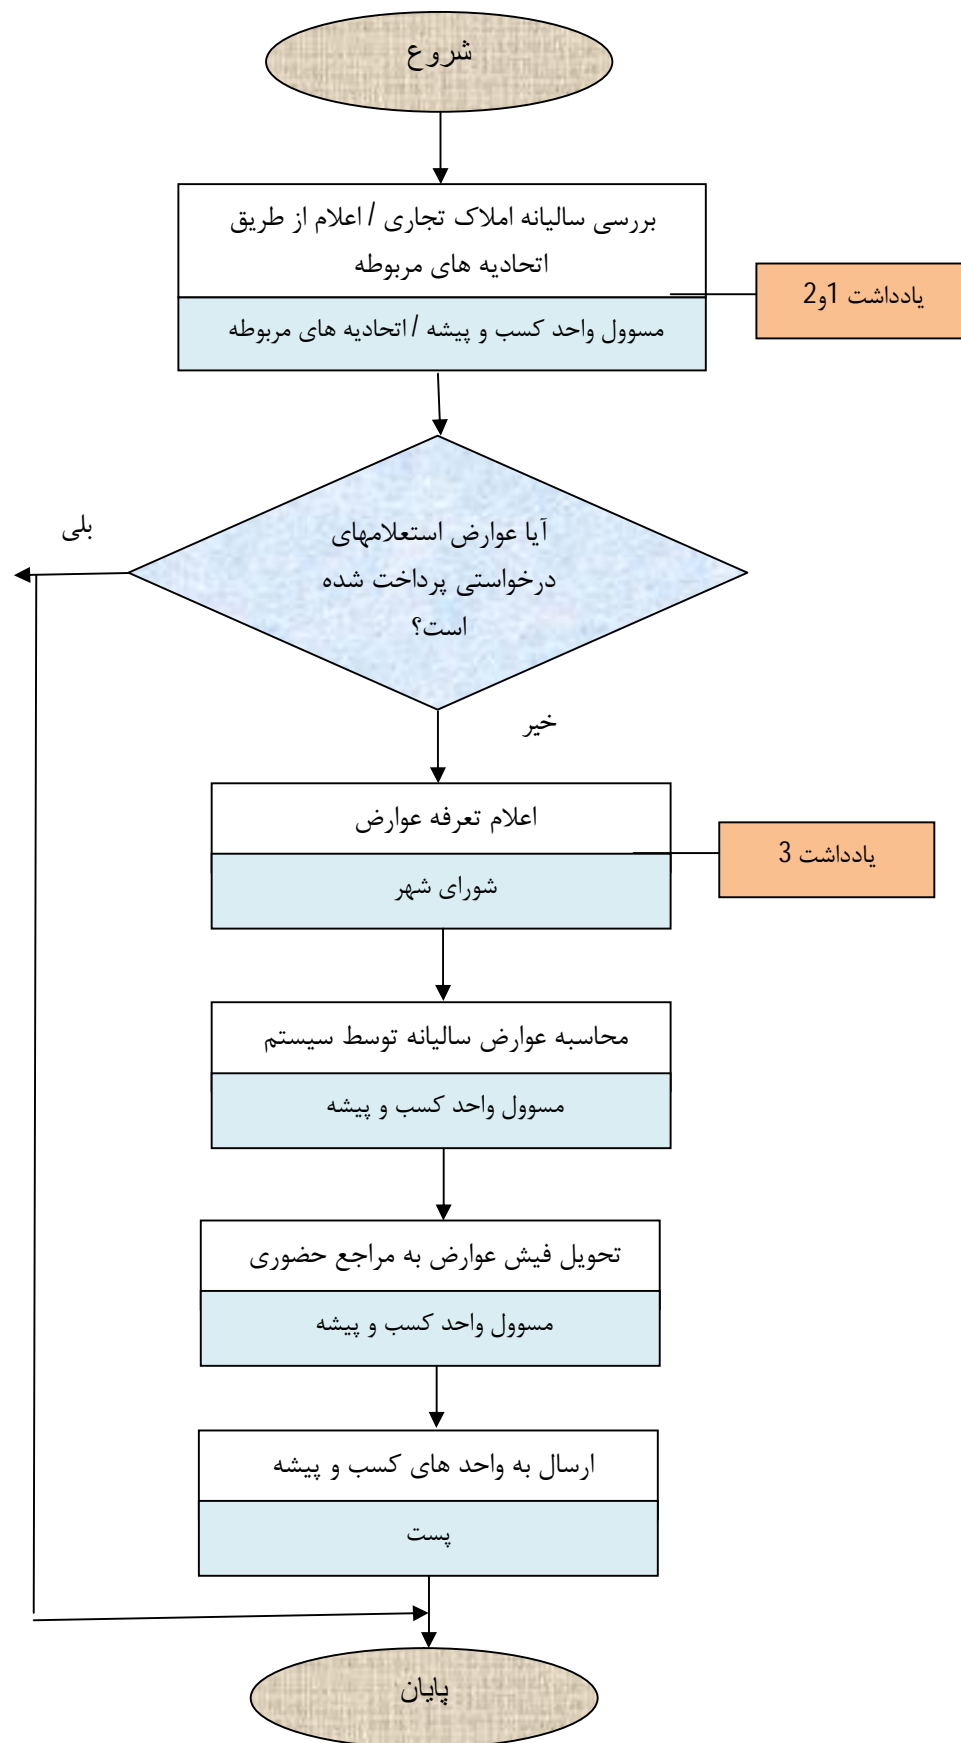 شروع
بررسی سالیانه املاک تجاری / اعلام از طریق
اتحادیه های مربوطه
یادداشت 1و2
مسوول واحد کسب و پیشه / اتحادیه های مربوطه
بلی
آیا عوارض استعلامهای
درخواستی پرداخت شده
است؟
خیر
اعلام تعرفه عوارض
یادداشت 3
شورای شهر
محاسبه عوارض سالیانه توسط سیستم
مسوول واحد کسب و پیشه
تحویل فیش عوارض به مراجع حضوری
مسوول واحد کسب و پیشه
ارسال به واحد های کسب و پیشه
پست
پایان